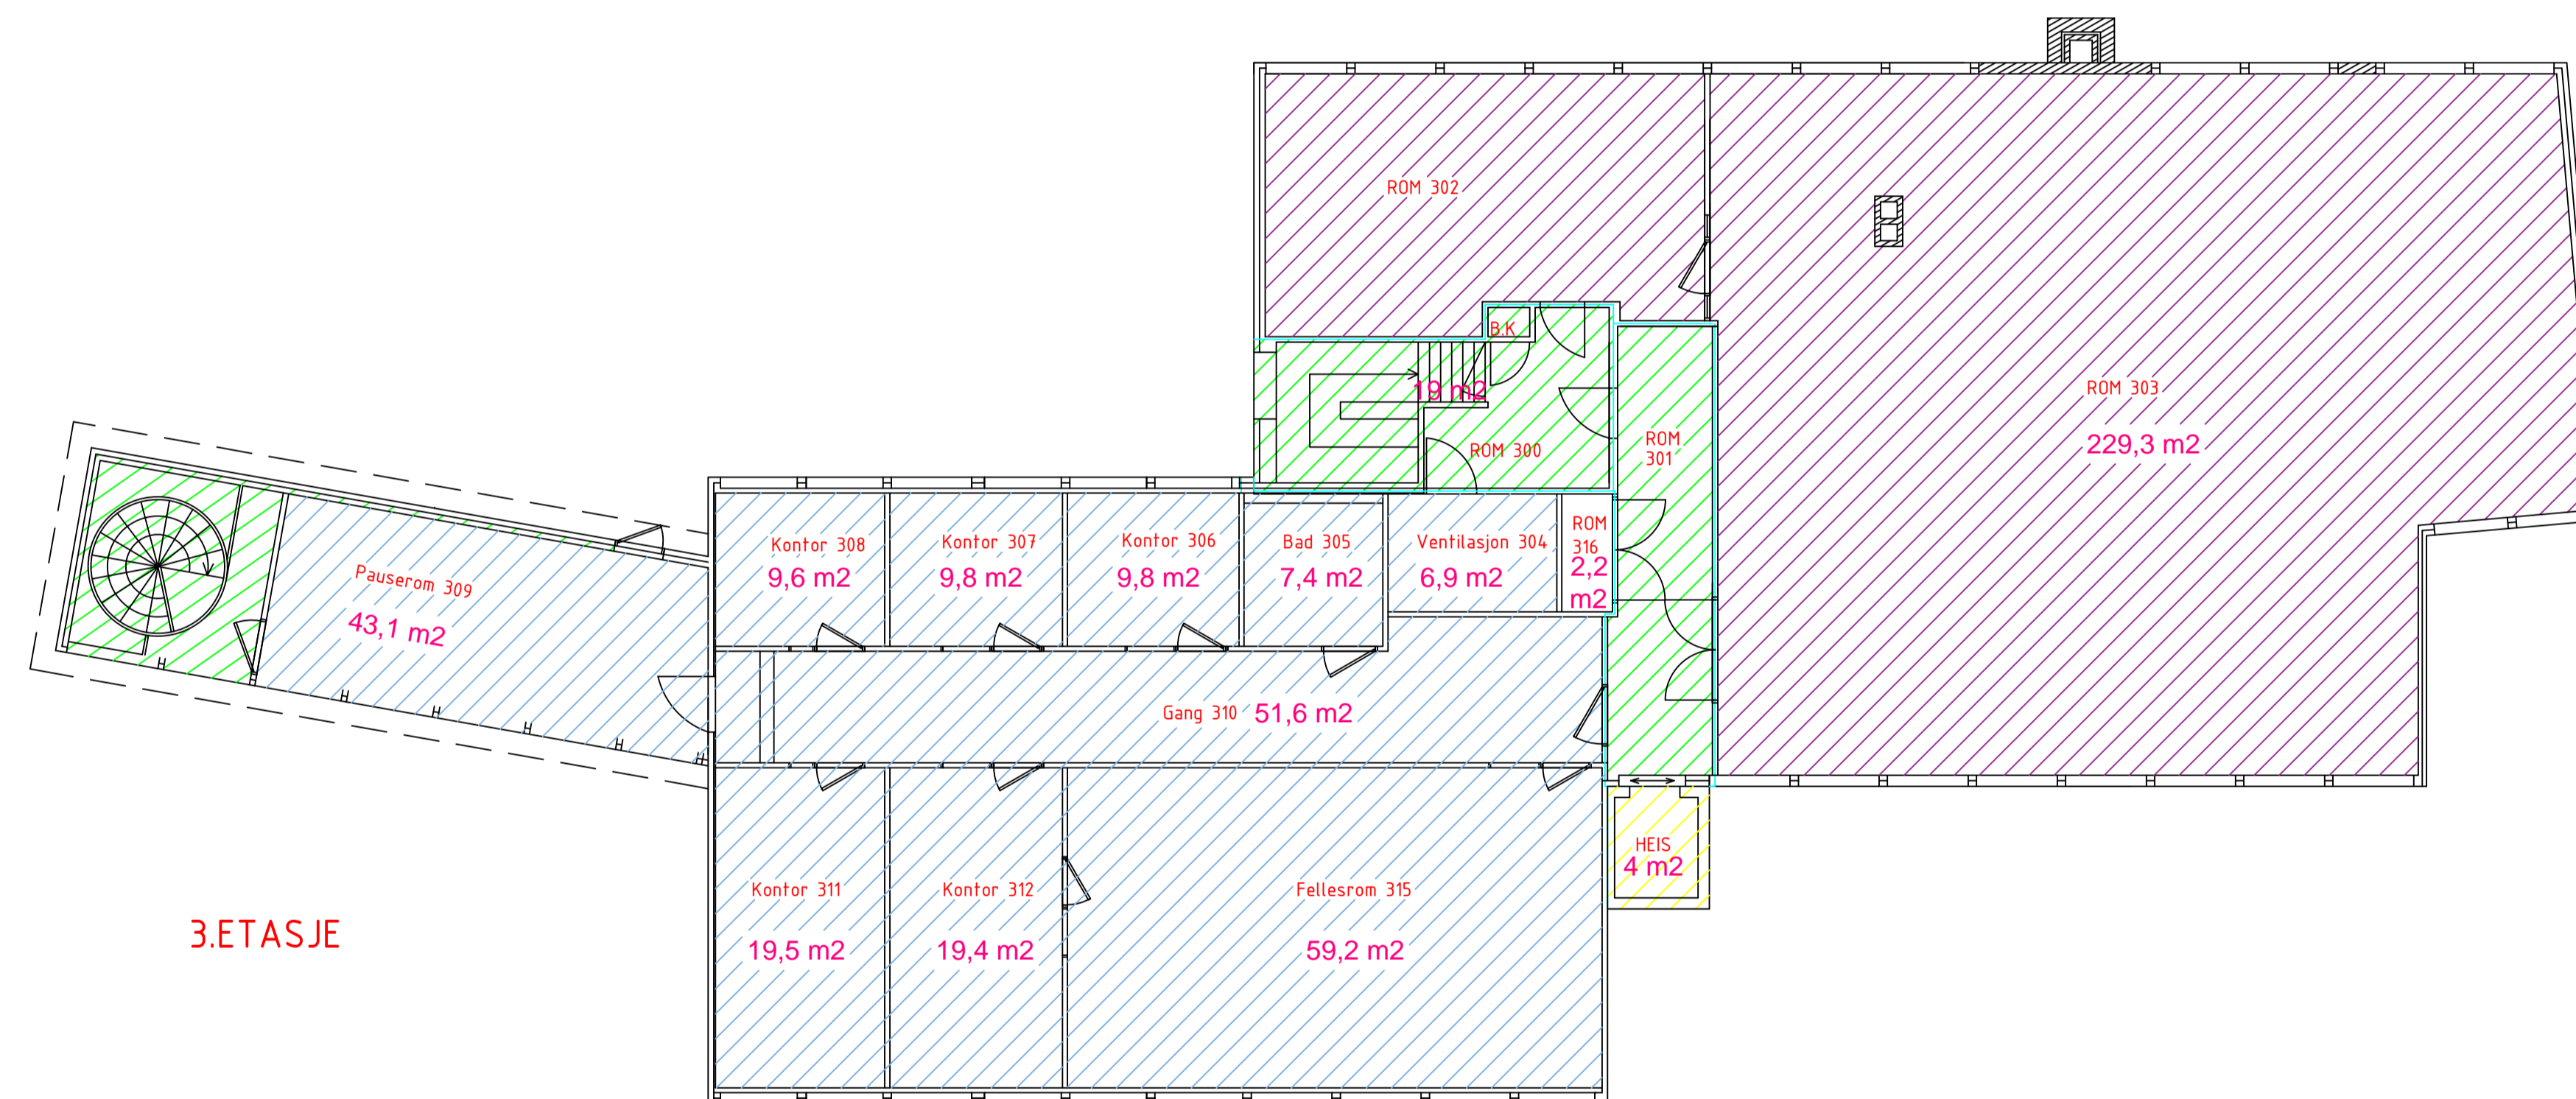 ROM 302
B.K
19 m2
ROM 300
ROM
301
ROM 303
229,3 m2
Pauserom 309
43,1 m2
Kontor 308
9,6 m2
Kontor 307
9,8 m2
Kontor 306
9,8 m2
Bad 305
7,4 m2
Ventilasjon 304
6,9 m2
ROM
316
2,2
m2
Gang 310 51,6 m2
HEIS
4 m2
Kontor 311
19,5 m2
Kontor 312
19,4 m2
Fellesrom 315
59,2 m2
3.ETASJE